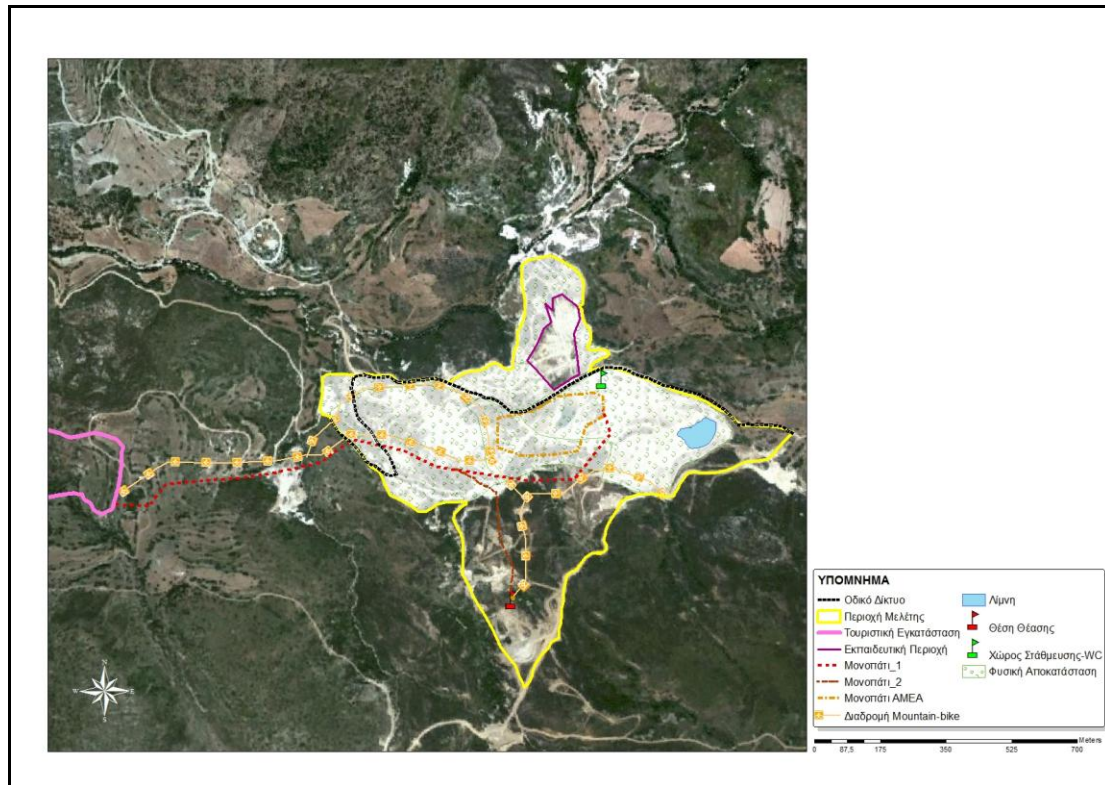 N
W
E
S
ΥΠΟΜΝΗΜΑ
Οδικό Δίκτυο
Περιοχή Μελέτης
Τουριστική Εγκατάσταση
Εκπαιδευτική Περιοχή
Μονοπάτι_1
Μονοπάτι_2
Μονοπάτι ΑΜΕΑ
Διαδρομή Mountain-bike
Λίμνη
Θέση Θέασης
Χώρος Στάθμευσης-WC
Φυσική Αποκατάσταση
Meters
0 87,5 175 350 525 700